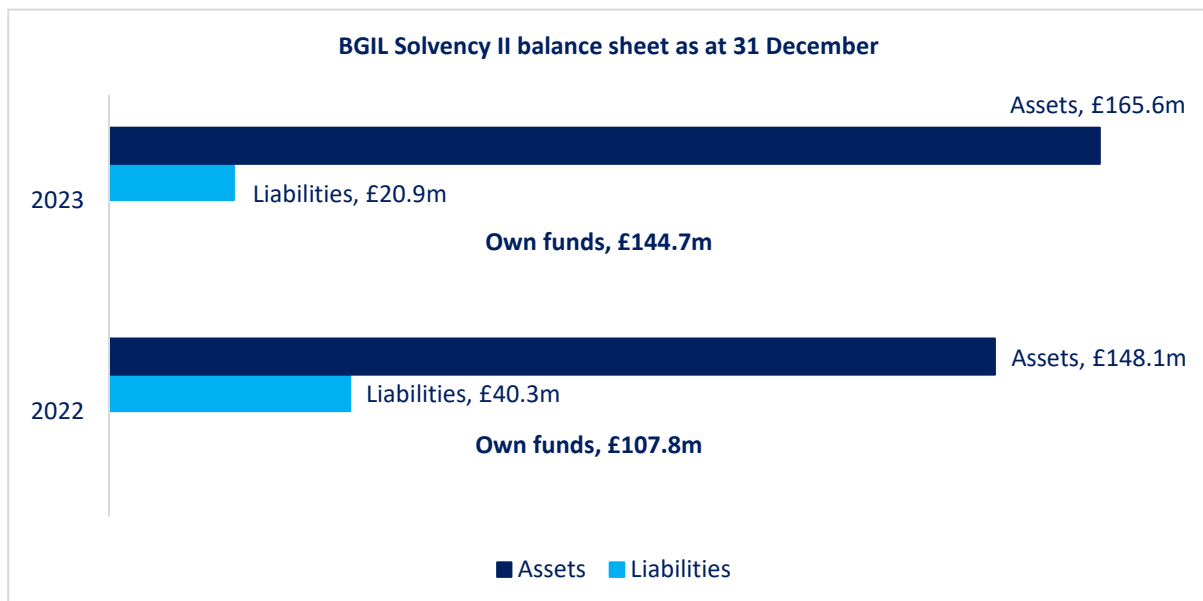 BGIL Solvency II balance sheet as at 31 December
Assets, £165.6m
2023
Liabilities, £20.9m
Own funds, £144.7m
Assets, £148.1m
Liabilities, £40.3m
2022
Own funds, £107.8m
Assets Liabilities